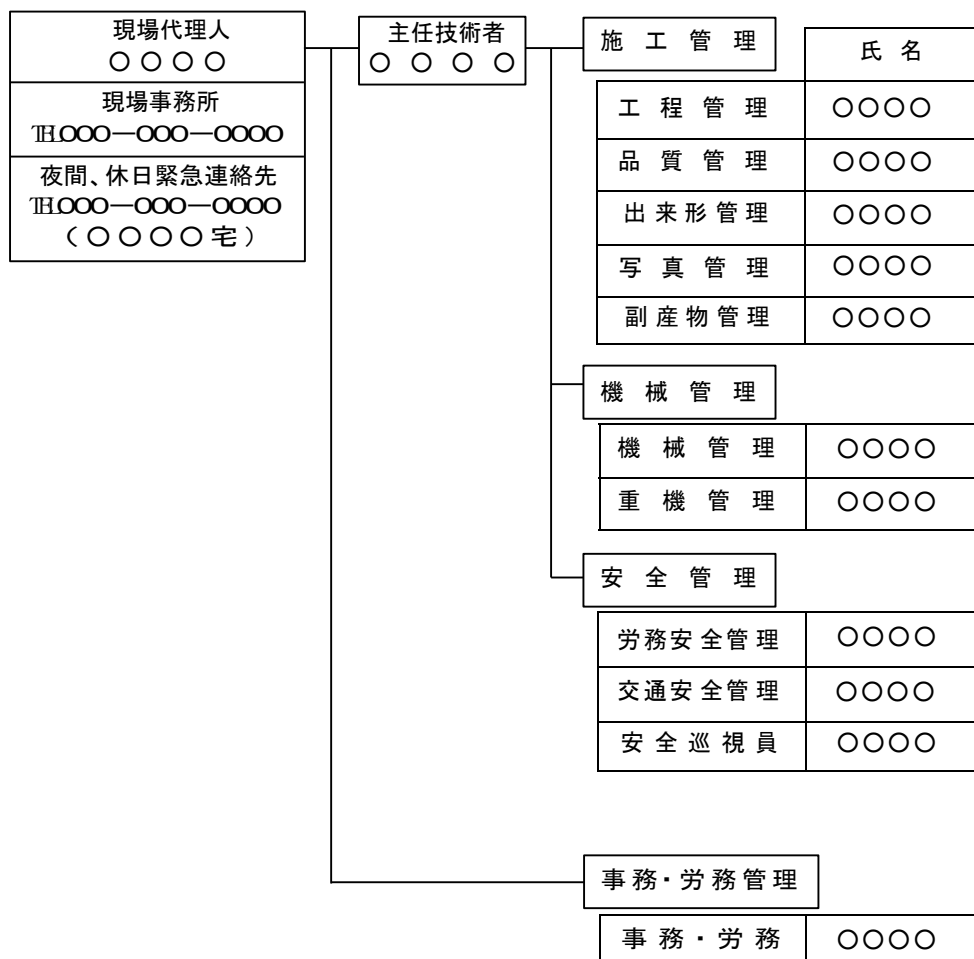 現場代理人
○○○○
現場事務所
℡○○○―○○○―○○○○
夜間、休日緊急連絡先
℡○○○―○○○―○○○○
（○○○○宅）
主任技術者
○○○○
施工管理
氏名
工程管理 ○○○○
品質管理 ○○○○
出来形管理 ○○○○
写真管理 ○○○○
副産物管理 ○○○○
機械管理
機械管理 ○○○○
重機管理 ○○○○
安全管理
労務安全管理 ○○○○
交通安全管理 ○○○○
安全巡視員 ○○○○
事務・労務管理
事務・労務 ○○○○